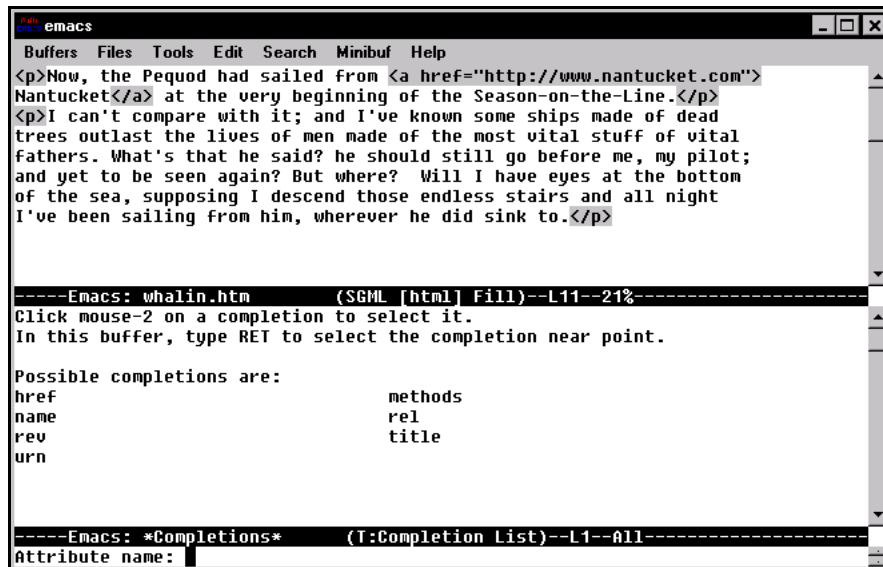 emacs
Buffers Files Tools Edit Search Minibuf Help
<p>Now, the Pequod had sailed from <a href="http://www.nantucket.com">
Nantucket</a> at the very beginning of the Season-on-the-Line.</p>
<p>I can't compare with it; and I've known some ships made of dead
trees outlast the lives of men made of the most vital stuff of vital
fathers. What's that he said? he should still go before me, my pilot;
and yet to be seen again? But where?  Will I have eyes at the bottom
of the sea, supposing I descend those endless stairs and all night
I've been sailing from him, wherever he did sink to.</p>
-----Emacs: whalin.htm          (SGML [html] Fill)--L11--21%----------------------
Click mouse-2 on a completion to select it.
In this buffer, type RET to select the completion near point.
Possible completions are:
href methods
name rel
rev title
urn
-----Emacs: *Completions*       (T:Completion List)--L1--All---------------------
Attribute name: